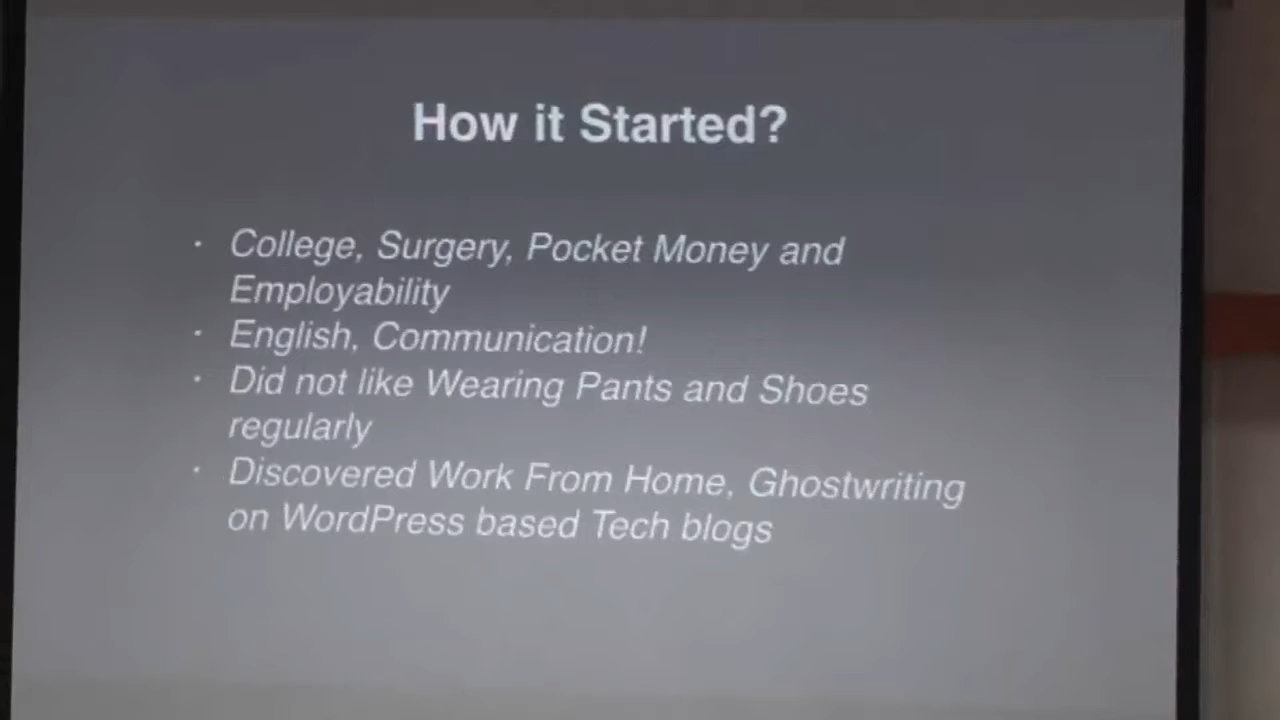 How it Started?
· College, Surgery, Pocket Money and
Employability
· English, Communication!
· Did not like Wearing Pants and Shoes
regularly
· Discovered Work From Home, Ghostwriting
on WordPress based Tech blogs